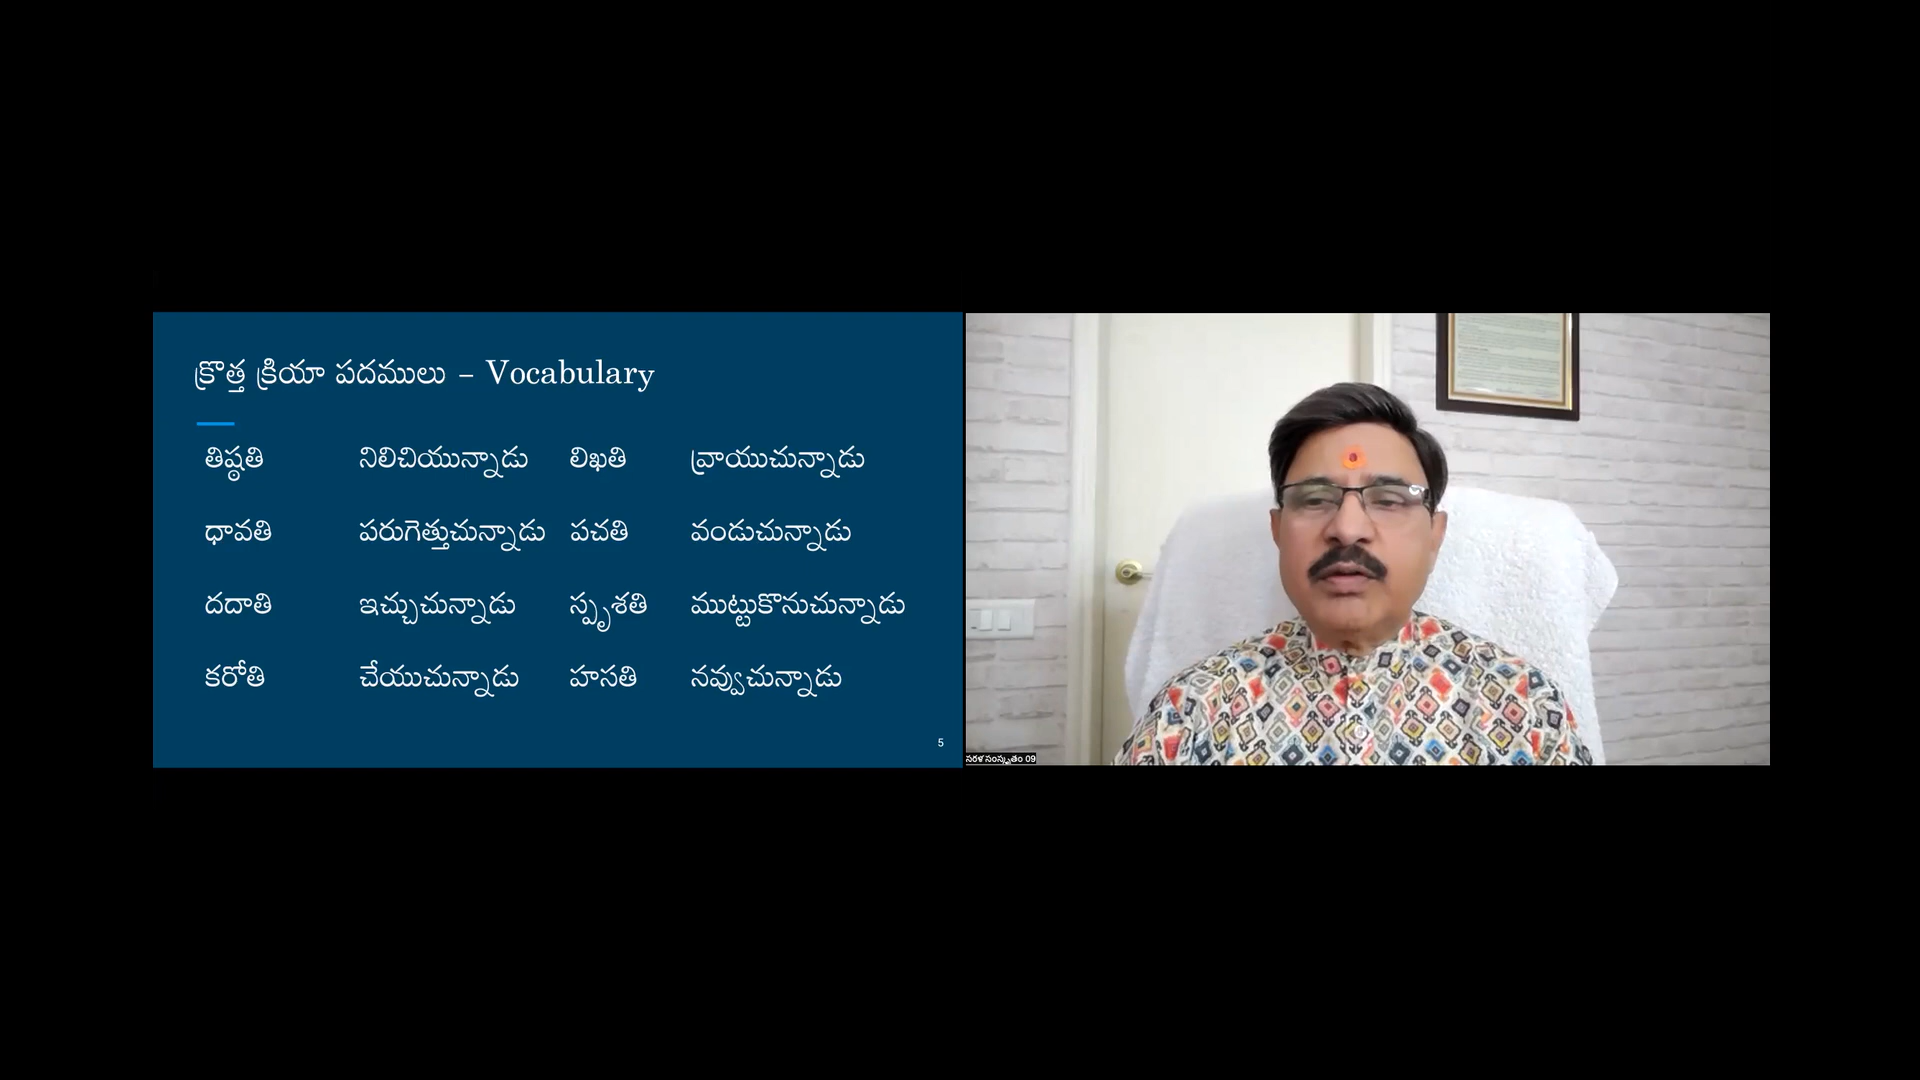 క్రొత్త క్రియా పదములు – Vocabulary
తిష్ఠతి నిలిచియున్నాడు లిఖతి వ్రాయుచున్నాడు
ధావతి పరుగెత్తుచున్నాడు పచతి వండుచున్నాడు
దదాతి ఇచ్చుచున్నాడు స్పృశతి ముట్టుకొనుచున్నాడు
కరోతి చేయుచున్నాడు హసతి నవ్వుచున్నాడు
5
సరళ సంస్కృతం 09